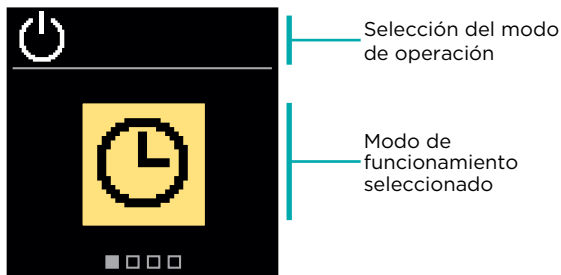 Selección del modo
de operación
Modo de
funcionamiento
seleccionado